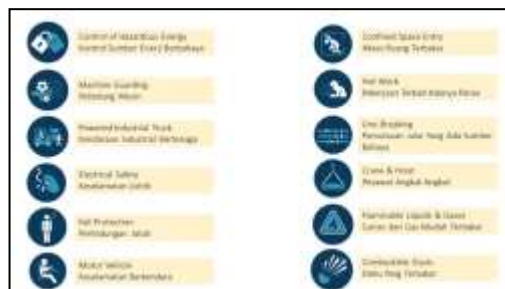 Control of Hazardous Energy
Kontrol Sumber Energi Berbahaya
Machine Guarding
Pelindung Mesin
Powered Industrial Truck
Kendaraan Industrial Bertenaga
Electrical Safety
Keselamatan Listrik
Fall Protection
Perlindungan Jatuh
Motor Vehicle
Keselamatan Berkendara
Confined Space Entry
Akses Ruang Terbatas
Hot Work
Pekerjaan Terkait Adanya Panas
Line Breaking
Pemutusan Jalur Yang Ada Sumber
Bahaya
Crane & Hoist
Pesawat Angkat Angkut
Flammable Liquids & Gases
Cairan dan Gas Mudah Terbakar
Combustible Dusts
Debu Yang Terbakar